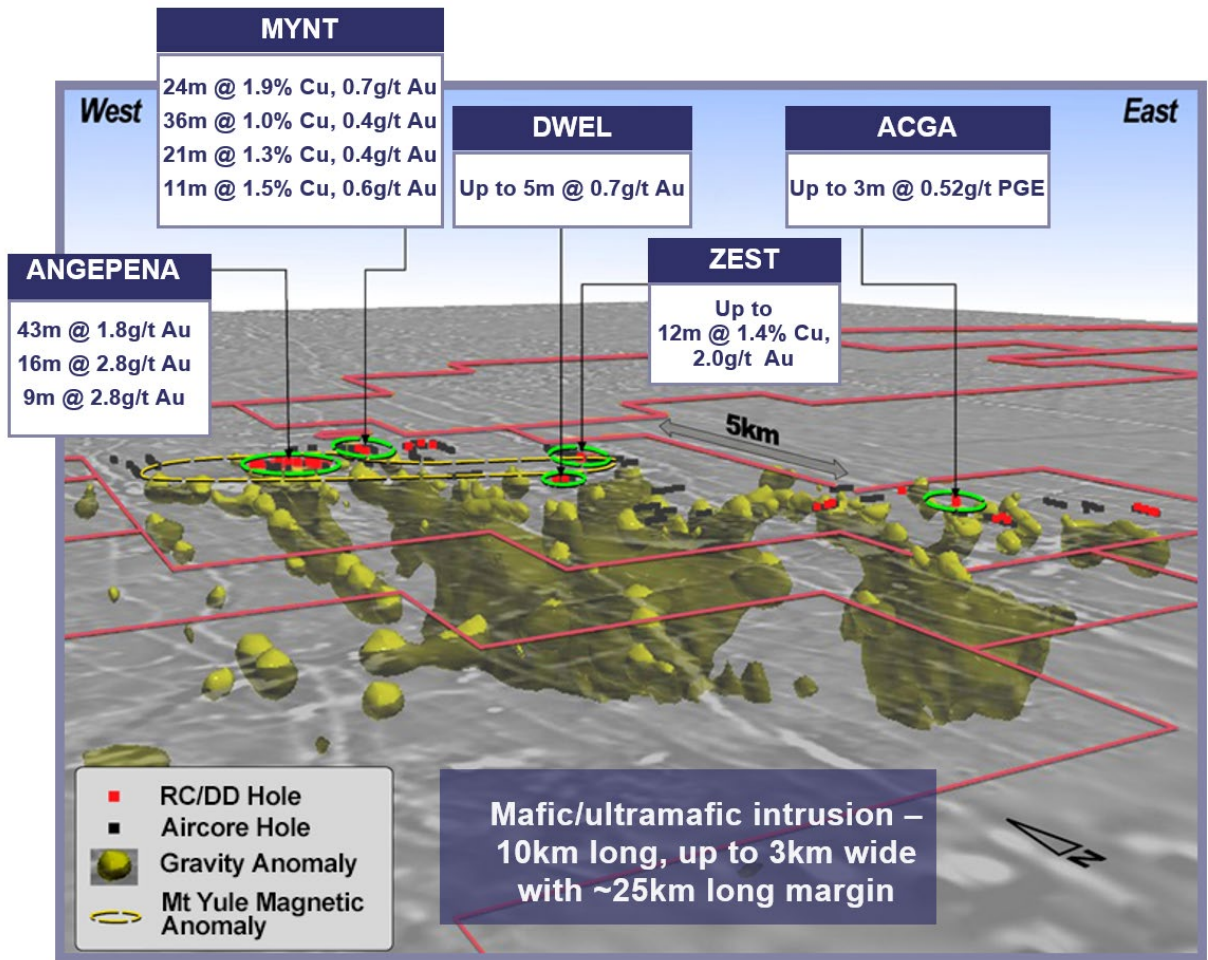 MYNT
24m @ 1.9% Cu, 0.7g/t Au
36m @ 1.0% Cu, 0.4g/t Au
21m @ 1.3% Cu, 0.4g/t Au
11m @ 1.5% Cu, 0.6g/t Au
West
East
DWEL
Up to 5m @ 0.7g/t Au
ACGA
Up to 3m @ 0.52g/t PGE
ANGEPENA
43m @ 1.8g/t Au
16m @ 2.8g/t Au
9m @ 2.8g/t Au
ZEST
Up to
12m @ 1.4% Cu,
2.0g/t Au
5km
RC/DD Hole
Aircore Hole
Gravity Anomaly
Mt Yule Magnetic
Anomaly
Mafic/ultramafic intrusion –
10km long, up to 3km wide
with ~25km long margin
N